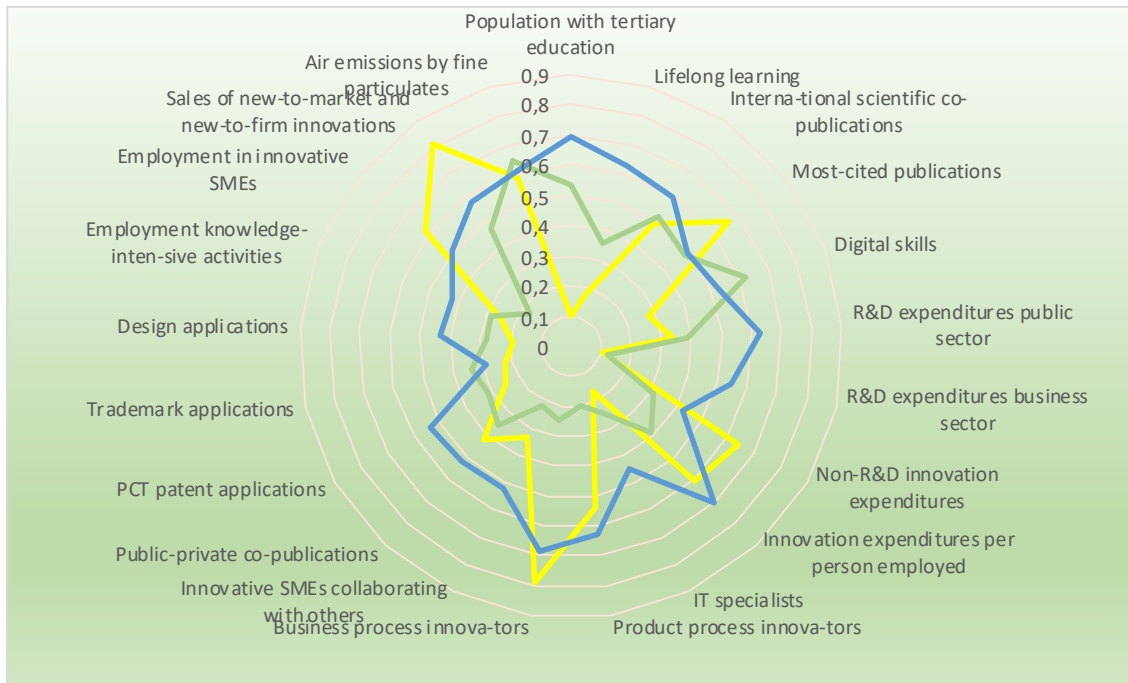 Population with tertiary
education
Lifelong learning
Interna-tional scientific co-
publications
Most-cited publications
Digital skills
R&D expenditures public
sector
R&D expenditures business
sector
Non-R&D innovation
expenditures
Innovation expenditures per
person employed
IT specialists
Product process innova-tors
Business process innova-tors
Innovative SMEs collaborating
with others
Public-private co-publications
PCT patent applications
Trademark applications
Design applications
Employment knowledge-
inten-sive activities
Employment in innovative
SMEs
Sales of new-to-market and
new-to-firm innovations
Air emissions by fine
particulates
0,9
0,8
0,7
0,6
0,5
0,4
0,3
0,2
0,1
0